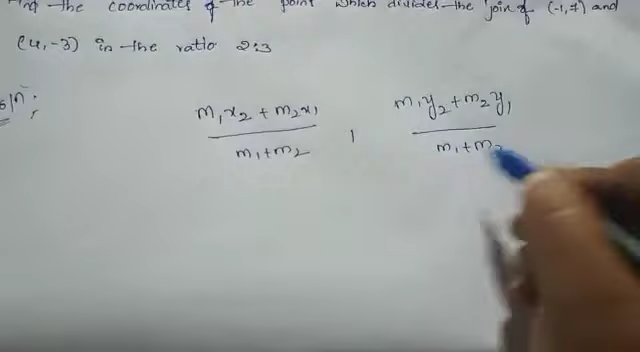 the coordinates of the point which divides the join of (-1,7) and
(4,-3) in the ratio 2:3
Soln:
m₁x₂ + m₂x₁ / m₁+m₂ , m₁y₂ + m₂y₁ / m₁+m₂